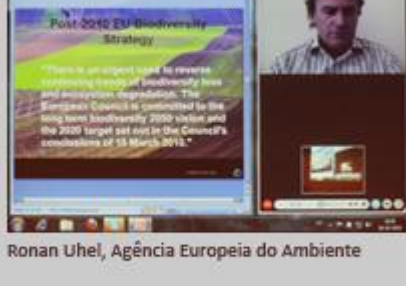 Post-2010 EU Biodiversity
Strategy
"There is an urgent need to reverse
continuing trends of biodiversity loss
and ecosystem degradation. The
European Council is committed to the
long term biodiversity 2050 vision and
the 2020 target set out in the Council's
conclusions of 15 March 2010."
Ronan Uhel, Agência Europeia do Ambiente